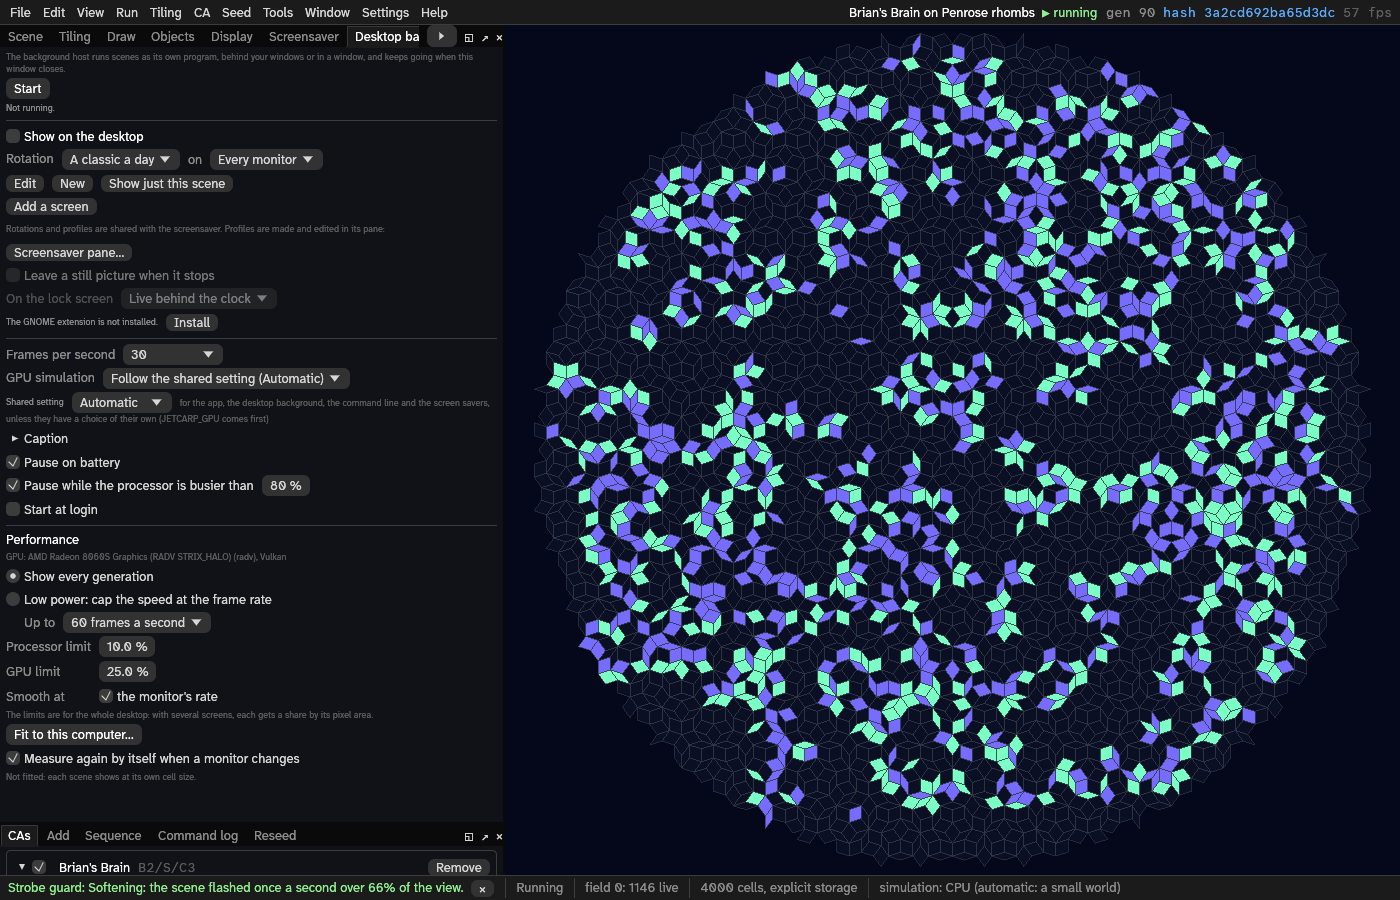 File Edit View Run Tiling CA Seed Tools Window Settings Help
Brian's Brain on Penrose rhombs ▶ running gen 90 hash 3a2cd692ba65d3dc 57 fps
Scene Tiling Draw Objects Display Screensaver Desktop ba
The background host runs scenes as its own program, behind your windows or in a window, and keeps going when this
window closes.
Start
Not running.
Show on the desktop
Rotation A classic a day on Every monitor
Edit New Show just this scene
Add a screen
Rotations and profiles are shared with the screensaver. Profiles are made and edited in its pane:
Screensaver pane...
Leave a still picture when it stops
On the lock screen Live behind the clock
The GNOME extension is not installed. Install
Frames per second 30
GPU simulation Follow the shared setting (Automatic)
Shared setting Automatic for the app, the desktop background, the command line and the screen savers,
unless they have a choice of their own (JETCARP_GPU comes first)
Caption
Pause on battery
Pause while the processor is busier than 80 %
Start at login
Performance
GPU: AMD Radeon 8060S Graphics (RADV STRIX_HALO) (radv), Vulkan
Show every generation
Low power: cap the speed at the frame rate
Up to 60 frames a second
Processor limit 10.0 %
GPU limit 25.0 %
Smooth at the monitor's rate
The limits are for the whole desktop: with several screens, each gets a share by its pixel area.
Fit to this computer...
Measure again by itself when a monitor changes
Not fitted: each scene shows at its own cell size.
CAs Add Sequence Command log Reseed
Brian's Brain B2/S/C3 Remove
Strobe guard: Softening: the scene flashed once a second over 66% of the view.
Running field 0: 1146 live 4000 cells, explicit storage simulation: CPU (automatic: a small world)